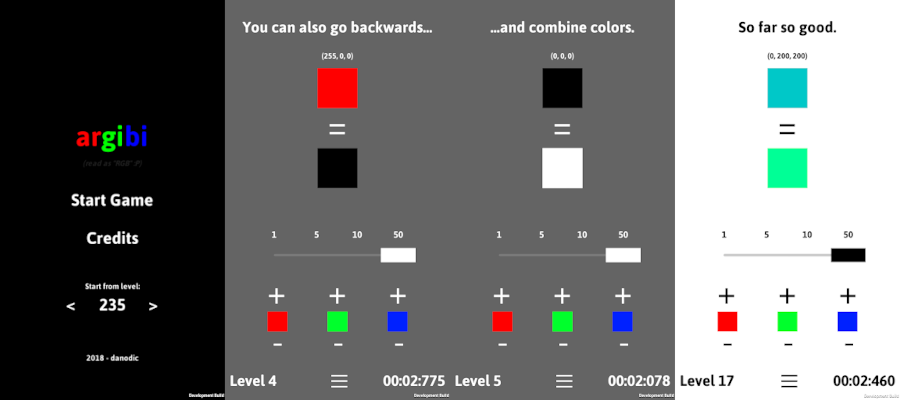 argibi
(read as "RGB" :P)
Start Game
Credits
Start from level:
< 235 >
2018 - danodic
Development Build
You can also go backwards...
(255, 0, 0)
=
1 5 10 50
+ + +
- - -
Level 4 00:02:775
Development Build
...and combine colors.
(0, 0, 0)
=
1 5 10 50
+ + +
- - -
Level 5 00:02:078
Development Build
So far so good.
(0, 200, 200)
=
1 5 10 50
+ + +
- - -
Level 17 00:02:460
Development Build